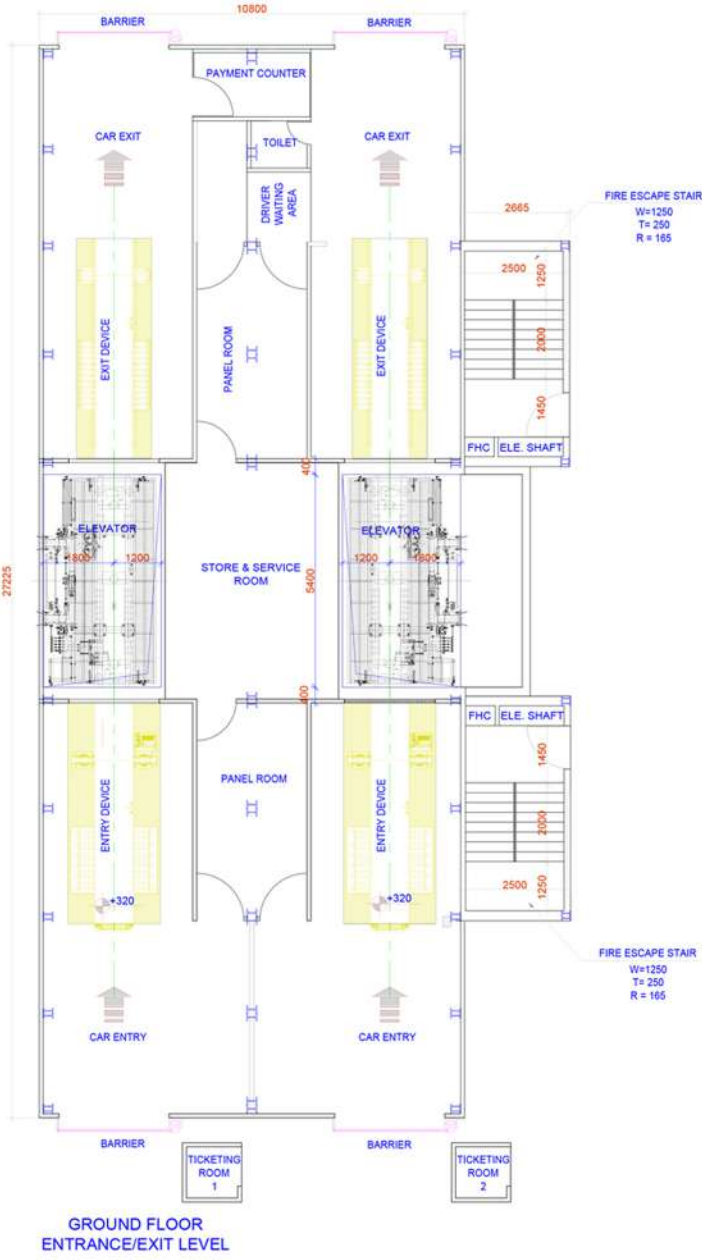 10800
BARRIER
BARRIER
PAYMENT COUNTER
CAR EXIT
TOILET
CAR EXIT
DRIVER
WAITING
AREA
FIRE ESCAPE STAIR
W=1250
T= 250
R = 165
2665
2500
1250
2000
1450
EXIT DEVICE
PANEL ROOM
EXIT DEVICE
FHC
ELE. SHAFT
400
ELEVATOR
1800
1200
STORE & SERVICE
ROOM
5400
ELEVATOR
1200
1800
27225
400
FHC
ELE. SHAFT
1450
2000
1250
2500
ENTRY DEVICE
PANEL ROOM
ENTRY DEVICE
+320
+320
FIRE ESCAPE STAIR
W=1250
T= 250
R = 165
CAR ENTRY
CAR ENTRY
BARRIER
BARRIER
TICKETING
ROOM
1
TICKETING
ROOM
2
GROUND FLOOR
ENTRANCE/EXIT LEVEL